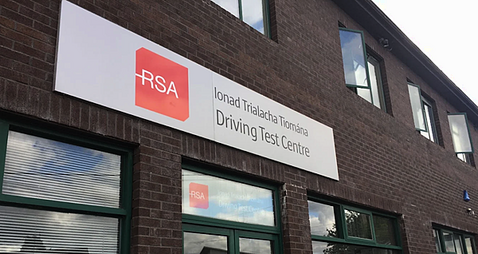 RSA
Ionad Trialacha Tiomána
Driving Test Centre
RSA